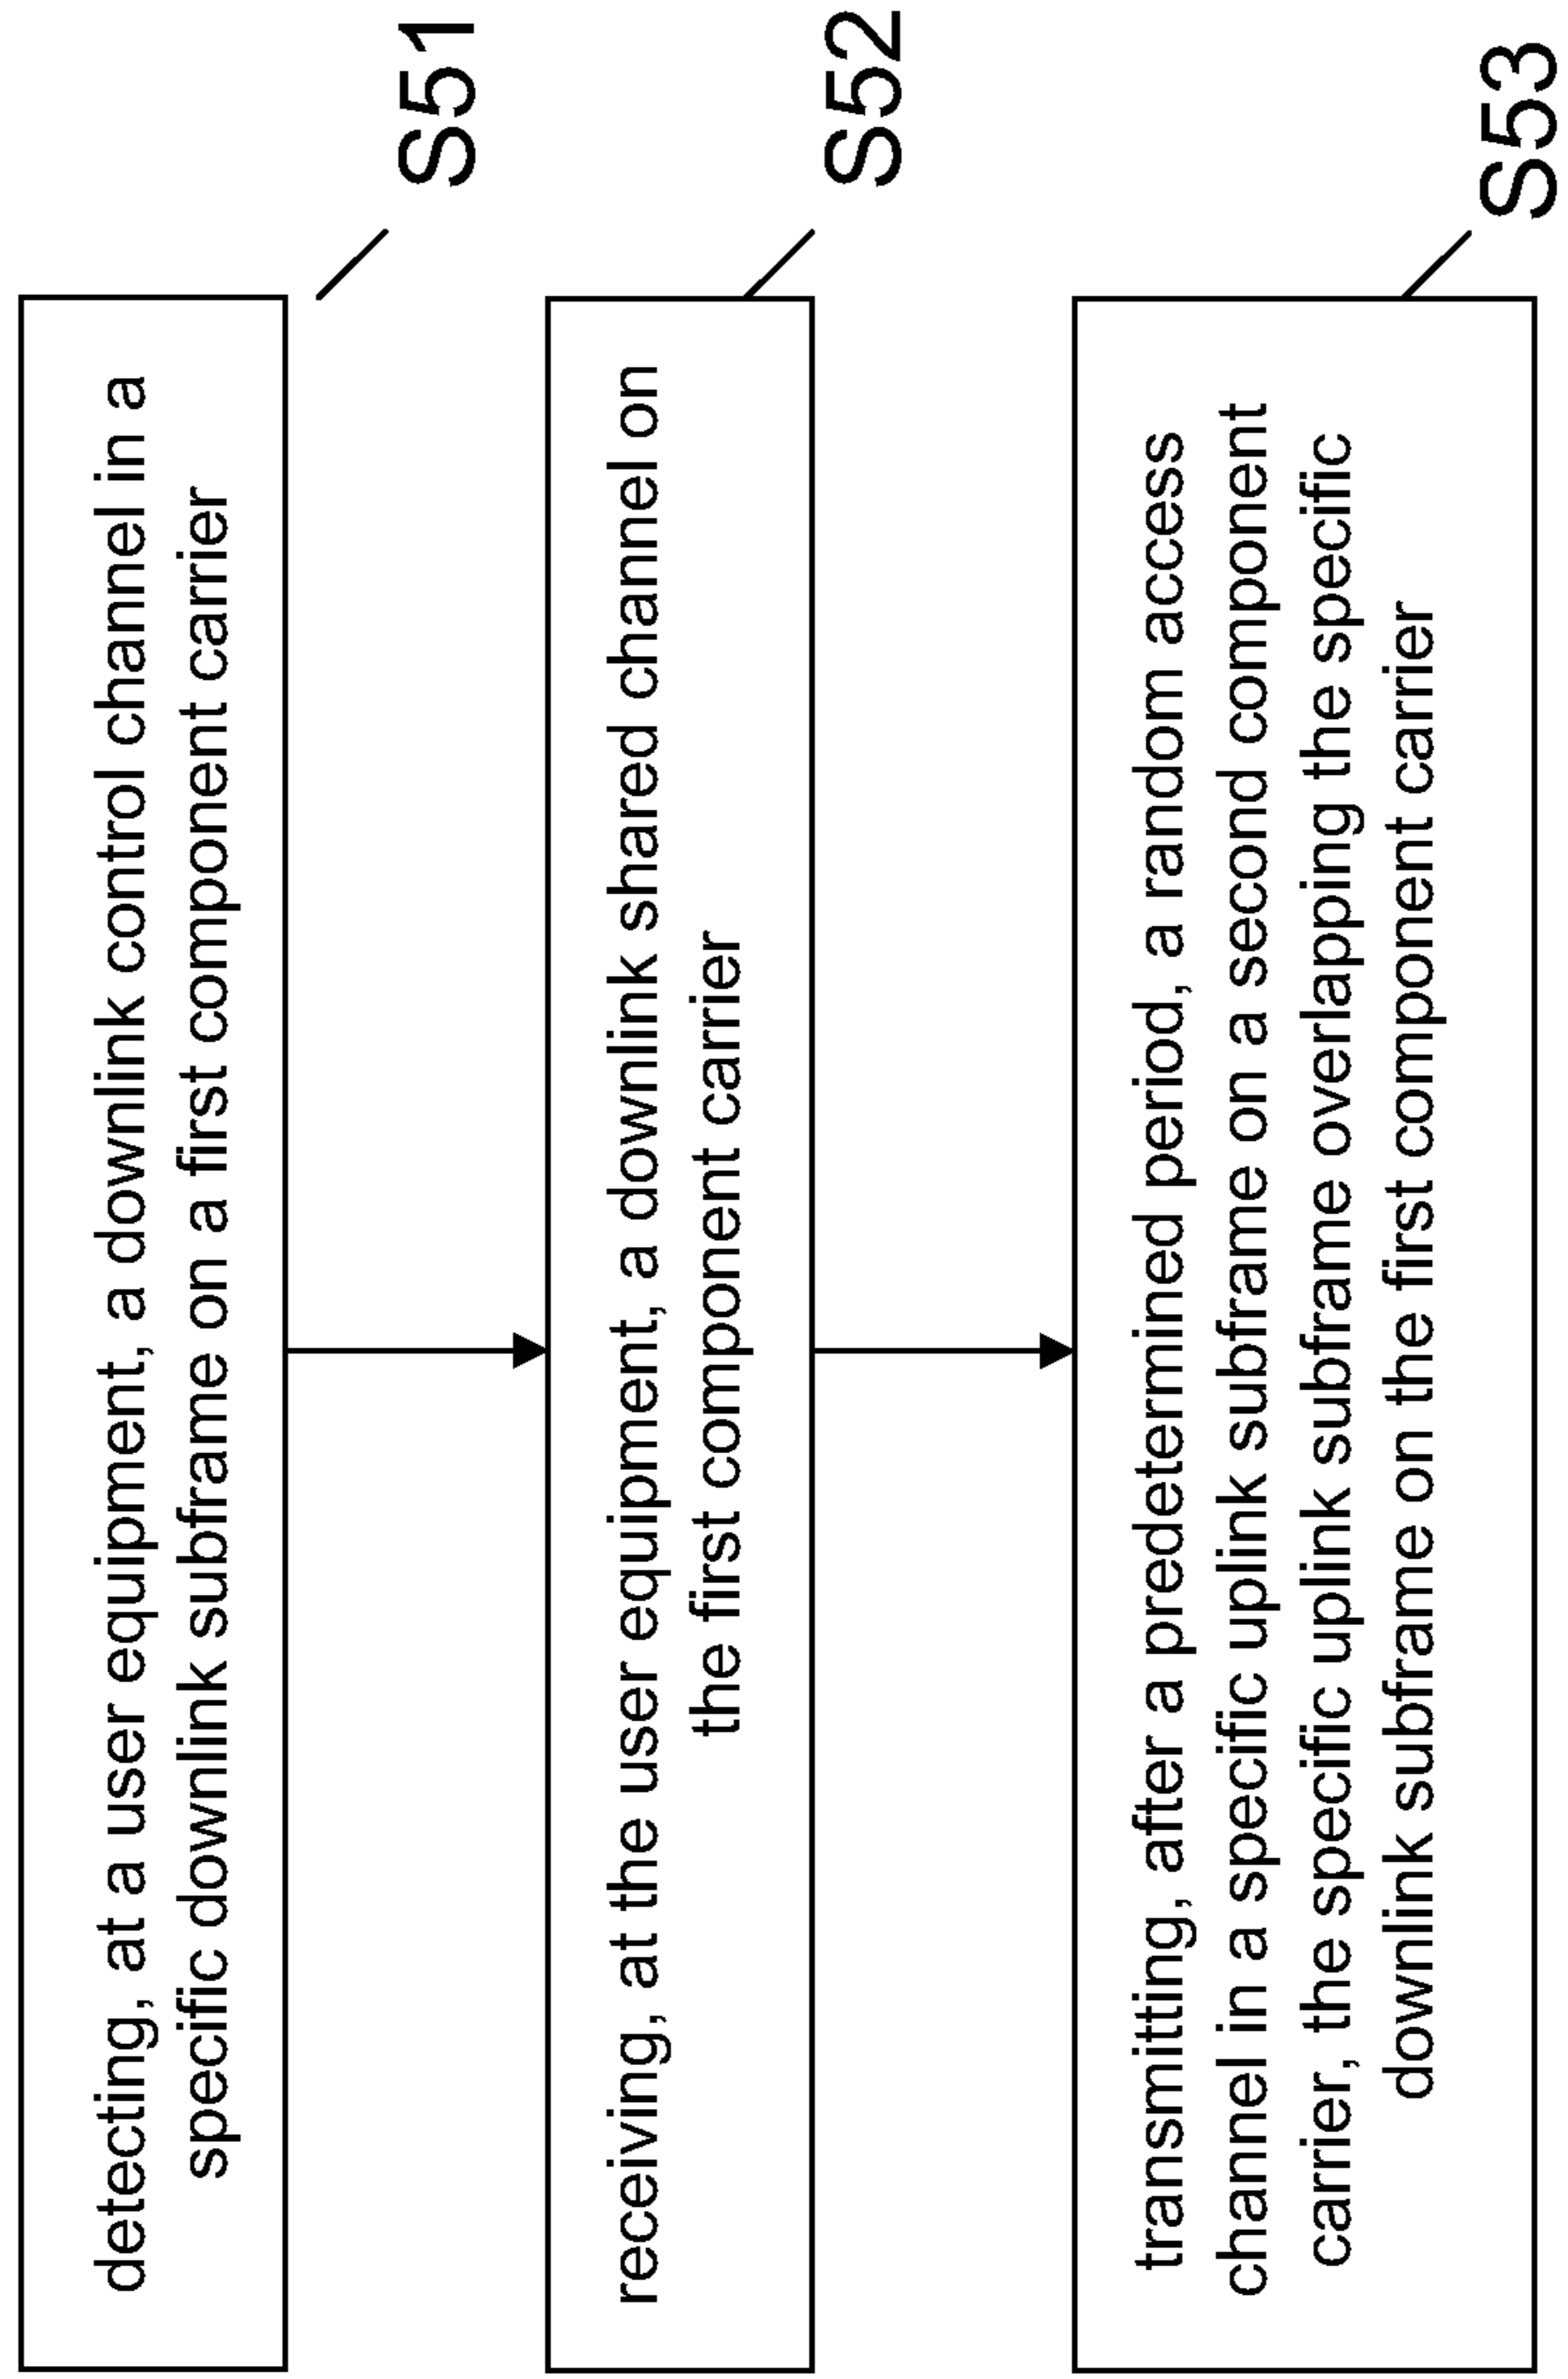 detecting, at a user equipment, a downlink control channel in a
specific downlink subframe on a first component carrier
S51
receiving, at the user equipment, a downlink shared channel on
the first component carrier
S52
transmitting, after a predetermined period, a random access
channel in a specific uplink subframe on a second component
carrier, the specific uplink subframe overlapping the specific
downlink subframe on the first component carrier
S53